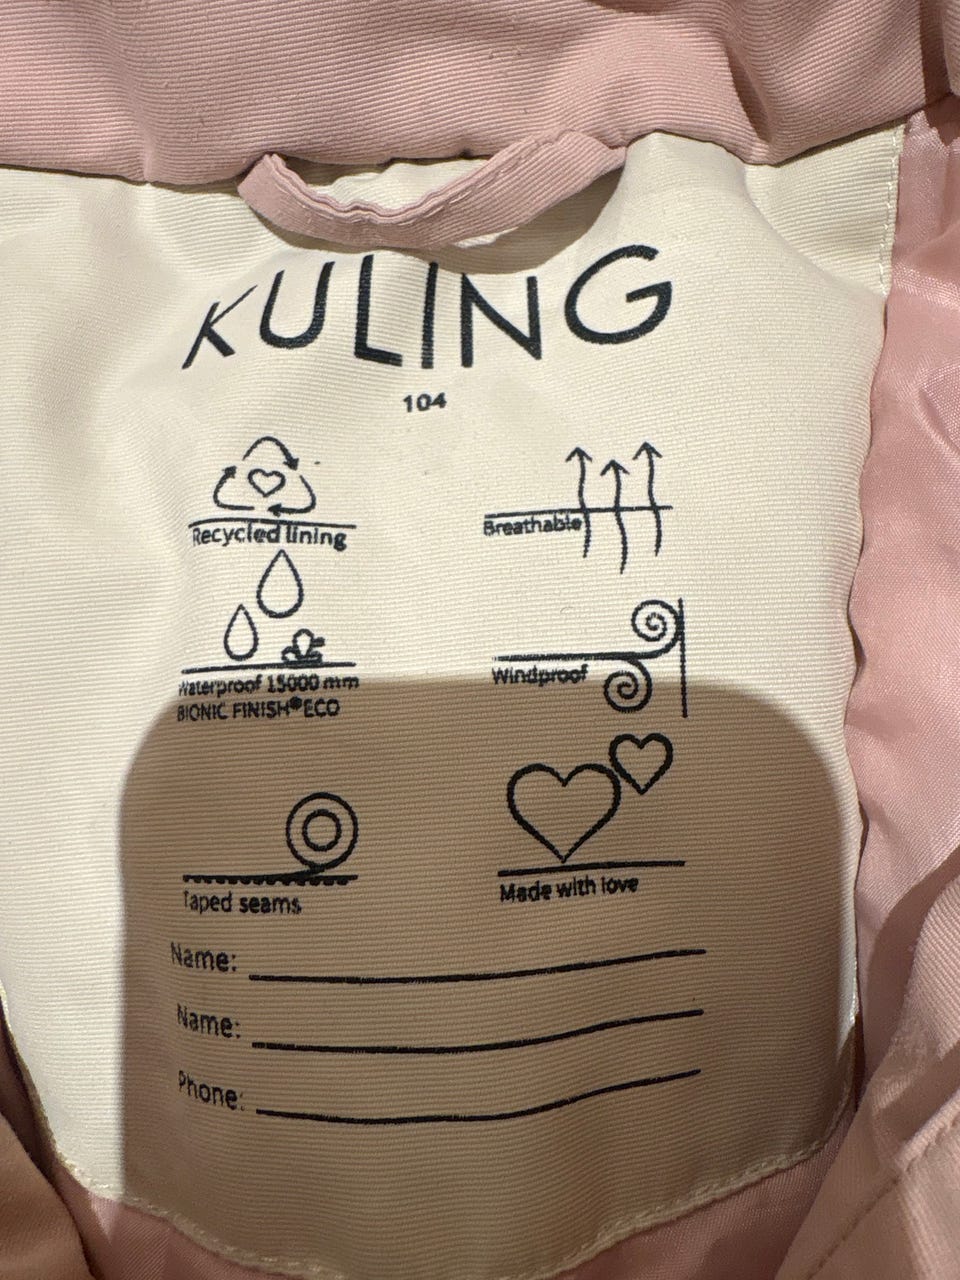 KULING
104
Recycled lining
Breathable
Waterproof 15000 mm
BIONIC FINISH®ECO
Windproof
Taped seams
Made with love
Name:
Name:
Phone: